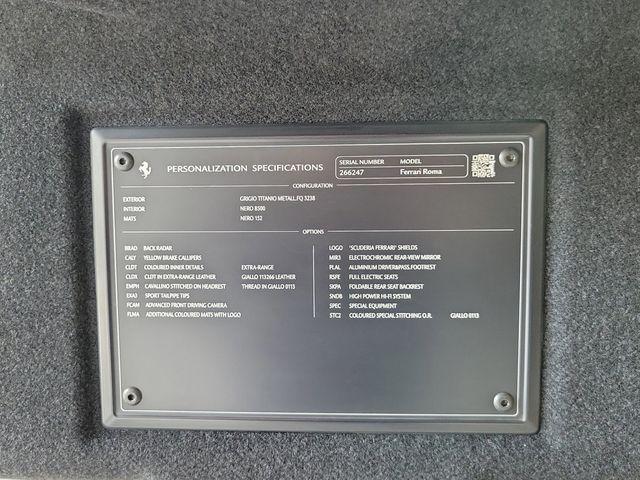 PERSONALIZATION SPECIFICATIONS
SERIAL NUMBER MODEL
266247 Ferrari Roma
CONFIGURATION
EXTERIOR GRIGIO TITANIO METALL.FQ 3238
INTERIOR NERO 8500
MATS NERO 152
OPTIONS
BRAD BACK RADAR
CALY YELLOW BRAKE CALLIPERS
CLDT COLOURED INNER DETAILS EXTRA-RANGE
CLDX CLDT IN EXTRA-RANGE LEATHER GIALLO 113266 LEATHER
EMPH CAVALLINO STITCHED ON HEADREST THREAD IN GIALLO 0113
EXA3 SPORT TAILPIPE TIPS
FCAM ADVANCED FRONT DRIVING CAMERA
FLMA ADDITIONAL COLOURED MATS WITH LOGO
LOGO 'SCUDERIA FERRARI' SHIELDS
MIR3 ELECTROCHROMIC REAR-VIEW MIRROR
PLAL ALUMINIUM DRIVER&PASS.FOOTREST
RSFE FULL ELECTRIC SEATS
SKPA FOLDABLE REAR SEAT BACKREST
SNDB HIGH POWER HI-FI SYSTEM
SPEC SPECIAL EQUIPMENT
STC2 COLOURED SPECIAL STITCHING O.R. GIALLO 0113